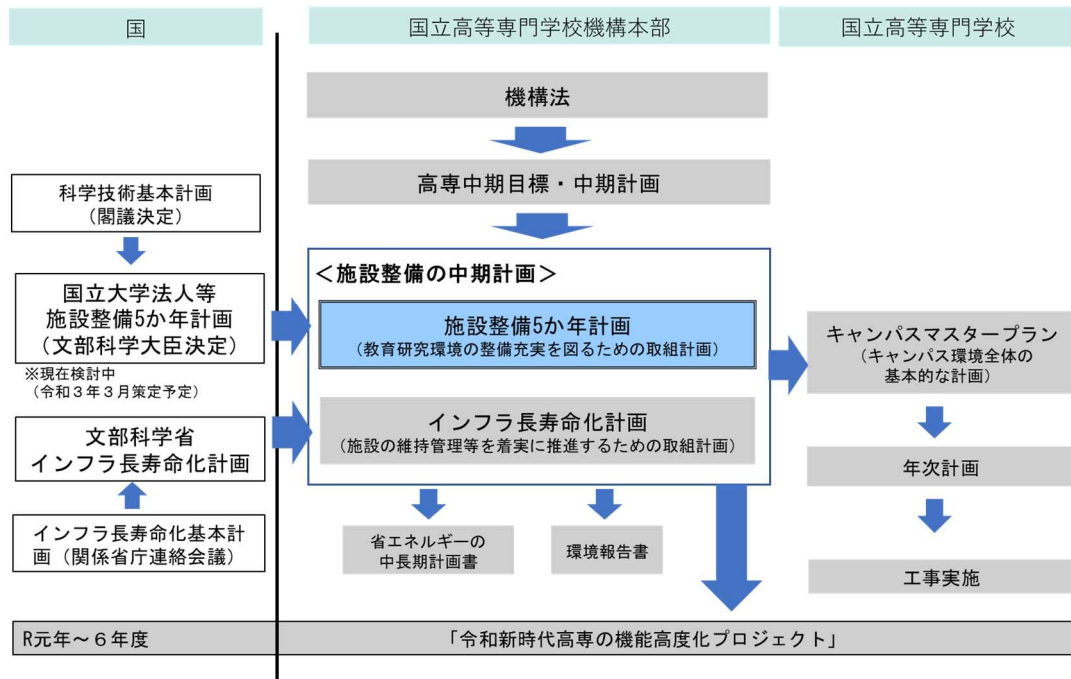 国
国立高等専門学校機構本部
国立高等専門学校
機構法
高専中期目標・中期計画
科学技術基本計画
（閣議決定）
国立大学法人等
施設整備5か年計画
（文部科学大臣決定）
※現在検討中
（令和３年３月策定予定）
文部科学省
インフラ長寿命化計画
インフラ長寿命化基本計
画（関係省庁連絡会議）
＜施設整備の中期計画＞
施設整備5か年計画
（教育研究環境の整備充実を図るための取組計画）
インフラ長寿命化計画
（施設の維持管理等を着実に推進するための取組計画）
省エネルギーの
中長期計画書
環境報告書
キャンパスマスタープラン
（キャンパス環境全体の
基本的な計画）
年次計画
工事実施
R元年～６年度
「令和新時代高専の機能高度化プロジェクト」